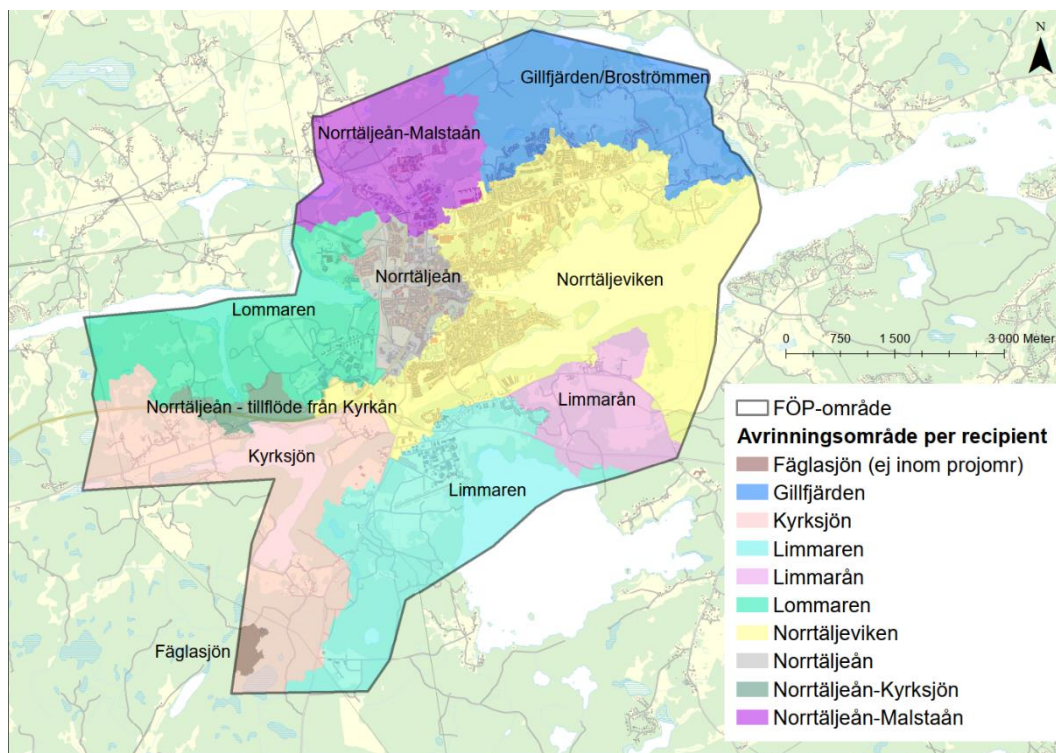 N
Gillfjärden/Broströmmen
Norrtäljeån-Malstaån
Norrtäljeån
Norrtäljeviken
Lommaren
0 750 1 500 3 000 Meter
Norrtäljeån - tillflöde från Kyrkån
Limmarån
Kyrksjön
Limmaren
Fäglasjön
FÖP-område
Avrinningsområde per recipient
Fäglasjön (ej inom projomr)
Gillfjärden
Kyrksjön
Limmaren
Limmarån
Lommaren
Norrtäljeviken
Norrtäljeån
Norrtäljeån-Kyrksjön
Norrtäljeån-Malstaån